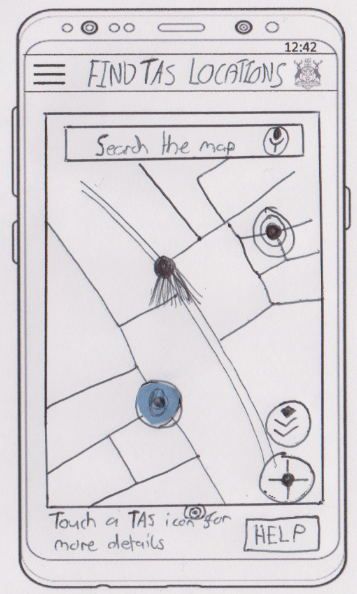 12:42
FIND TAS LOCATIONS
Search the map
Touch a TAS icon for
more details
HELP